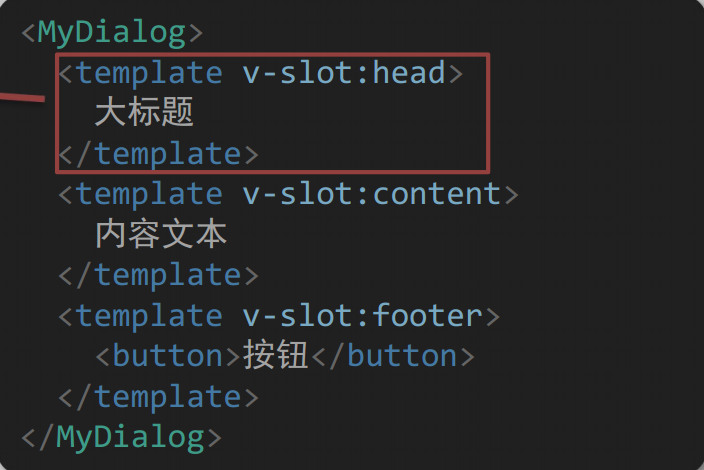 <MyDialog>
<template v-slot:head>
大标题
</template>
<template v-slot:content>
内容文本
</template>
<template v-slot:footer>
<button>按钮</button>
</template>
</MyDialog>